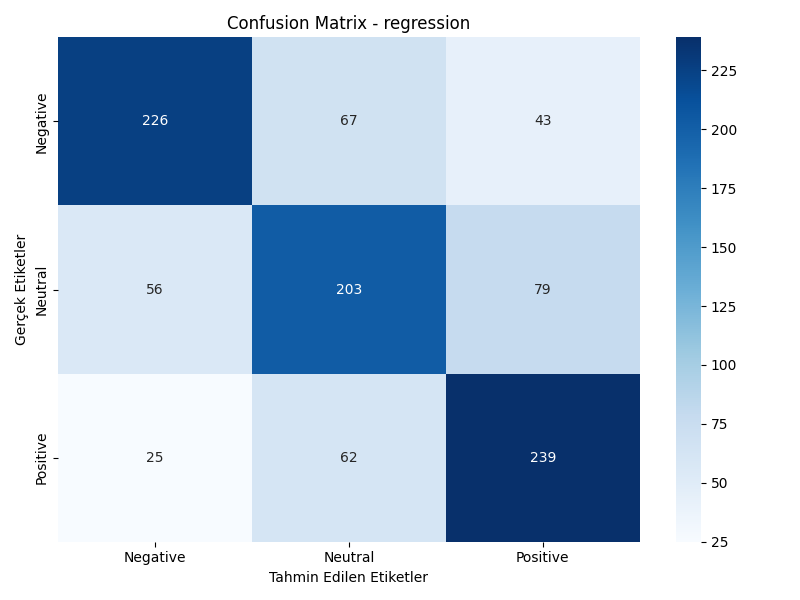 Confusion Matrix - regression
Gerçek Etiketler
Negative
226 67 43
Neutral
56 203 79
Positive
25 62 239
Negative Neutral Positive
Tahmin Edilen Etiketler
225
200
175
150
125
100
75
50
25